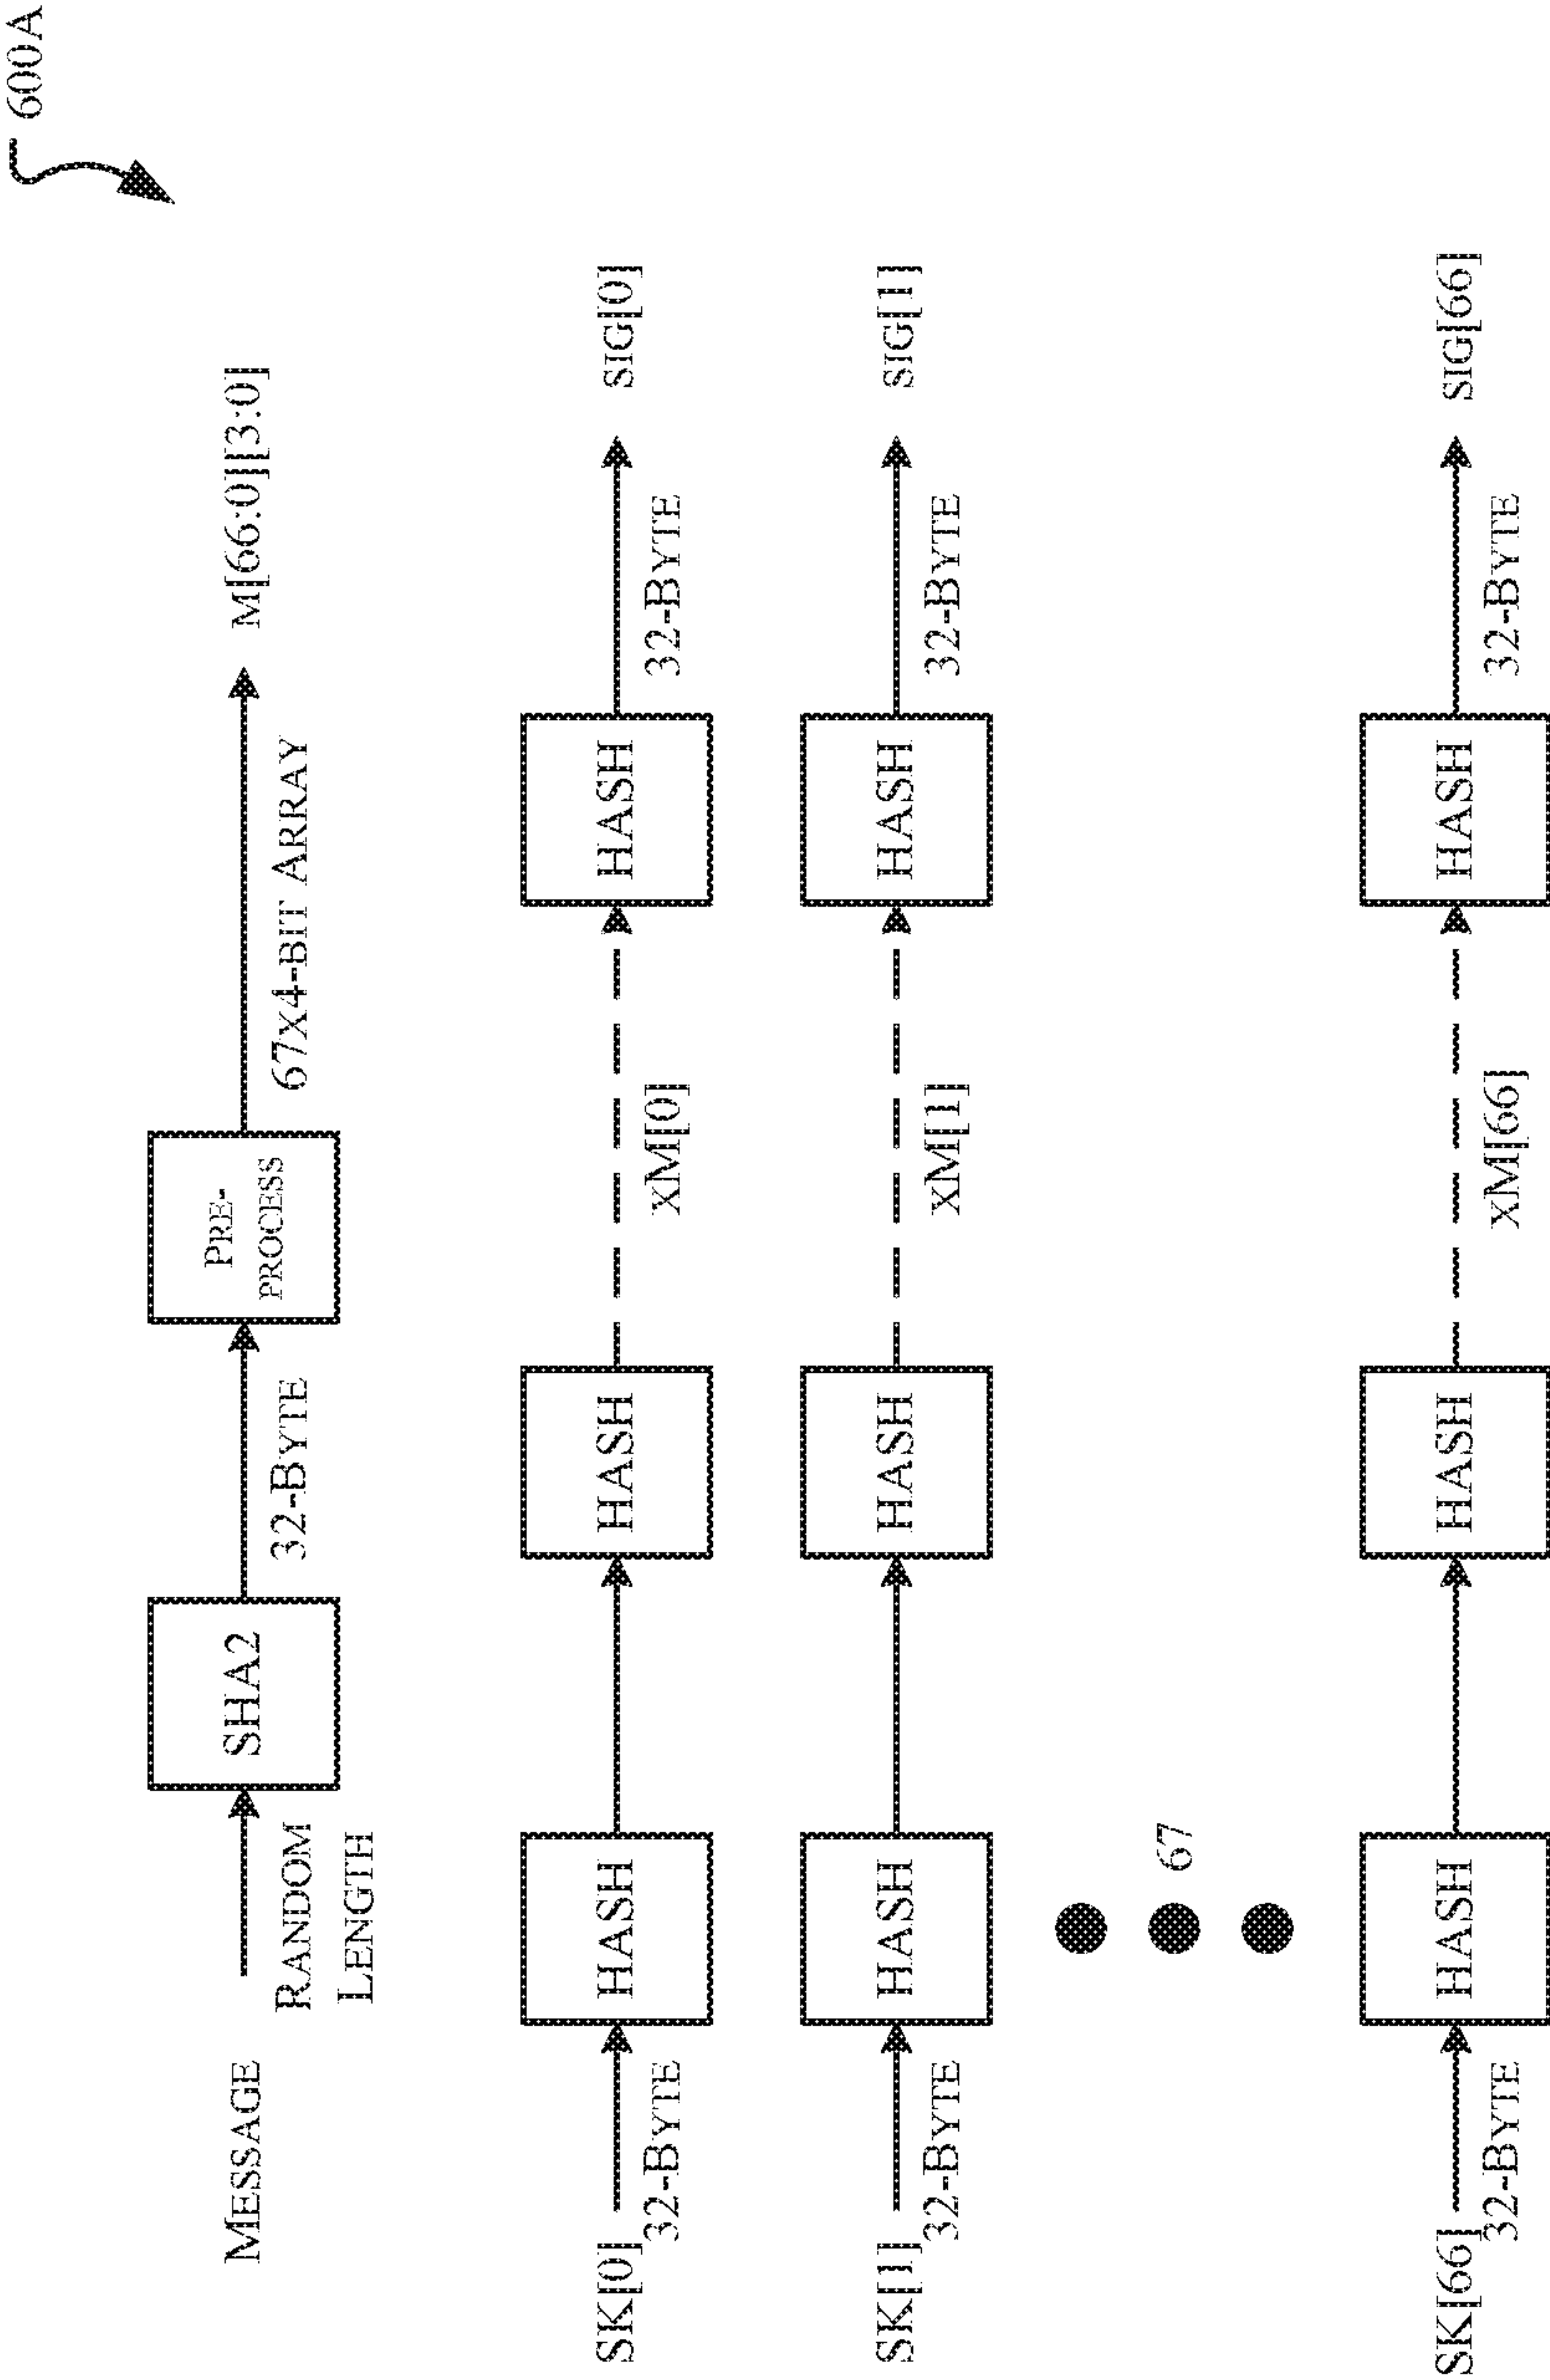 600A
MESSAGE
RANDOM
LENGTH
SHA2
32-BYTE
PRE-
PROCESS
67X4-BIT ARRAY
M[66:0][3:0]
SK[0]
32-BYTE
HASH
HASH
xM[0]
HASH
32-BYTE
SIG[0]
SK[1]
32-BYTE
HASH
HASH
xM[1]
HASH
32-BYTE
SIG[1]
67
SK[66]
32-BYTE
HASH
HASH
xM[66]
HASH
32-BYTE
SIG[66]